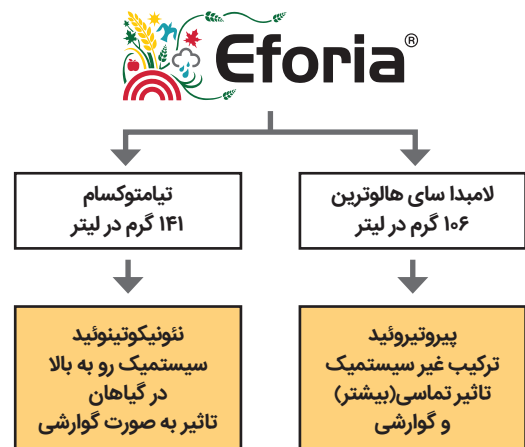 Eforia®
لامبدا سای هالوترین
۱۰۶ گرم در لیتر
تیامتوکسام
۱۴۱ گرم در لیتر
پیروتیروئید
ترکیب غیر سیستمیک
تاثیر تماسی(بیشتر)
و گوارشی
نئونیکوتینوئید
سیستمیک رو به بالا
در گیاهان
تاثیر به صورت گوارشی